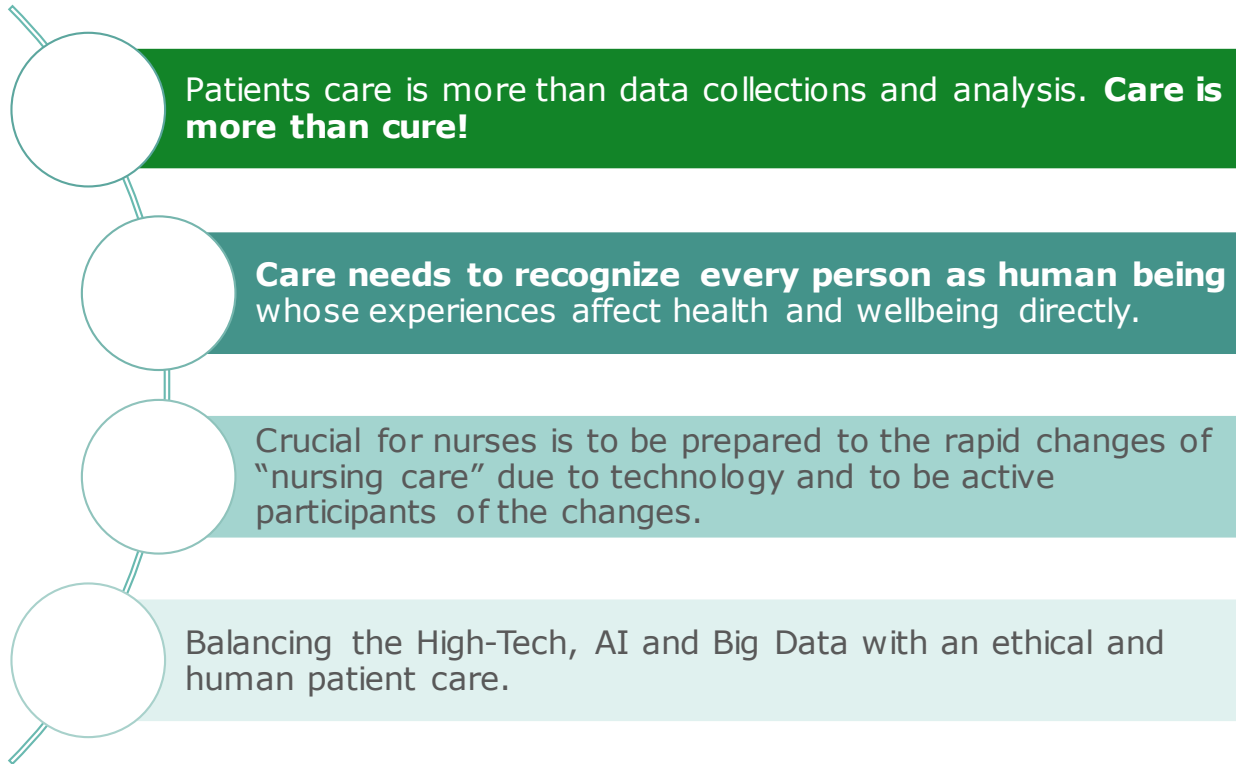 Patients care is more than data collections and analysis. Care is
more than cure!
Care needs to recognize every person as human being
whose experiences affect health and wellbeing directly.
Crucial for nurses is to be prepared to the rapid changes of
“nursing care” due to technology and to be active
participants of the changes.
Balancing the High-Tech, AI and Big Data with an ethical and
human patient care.